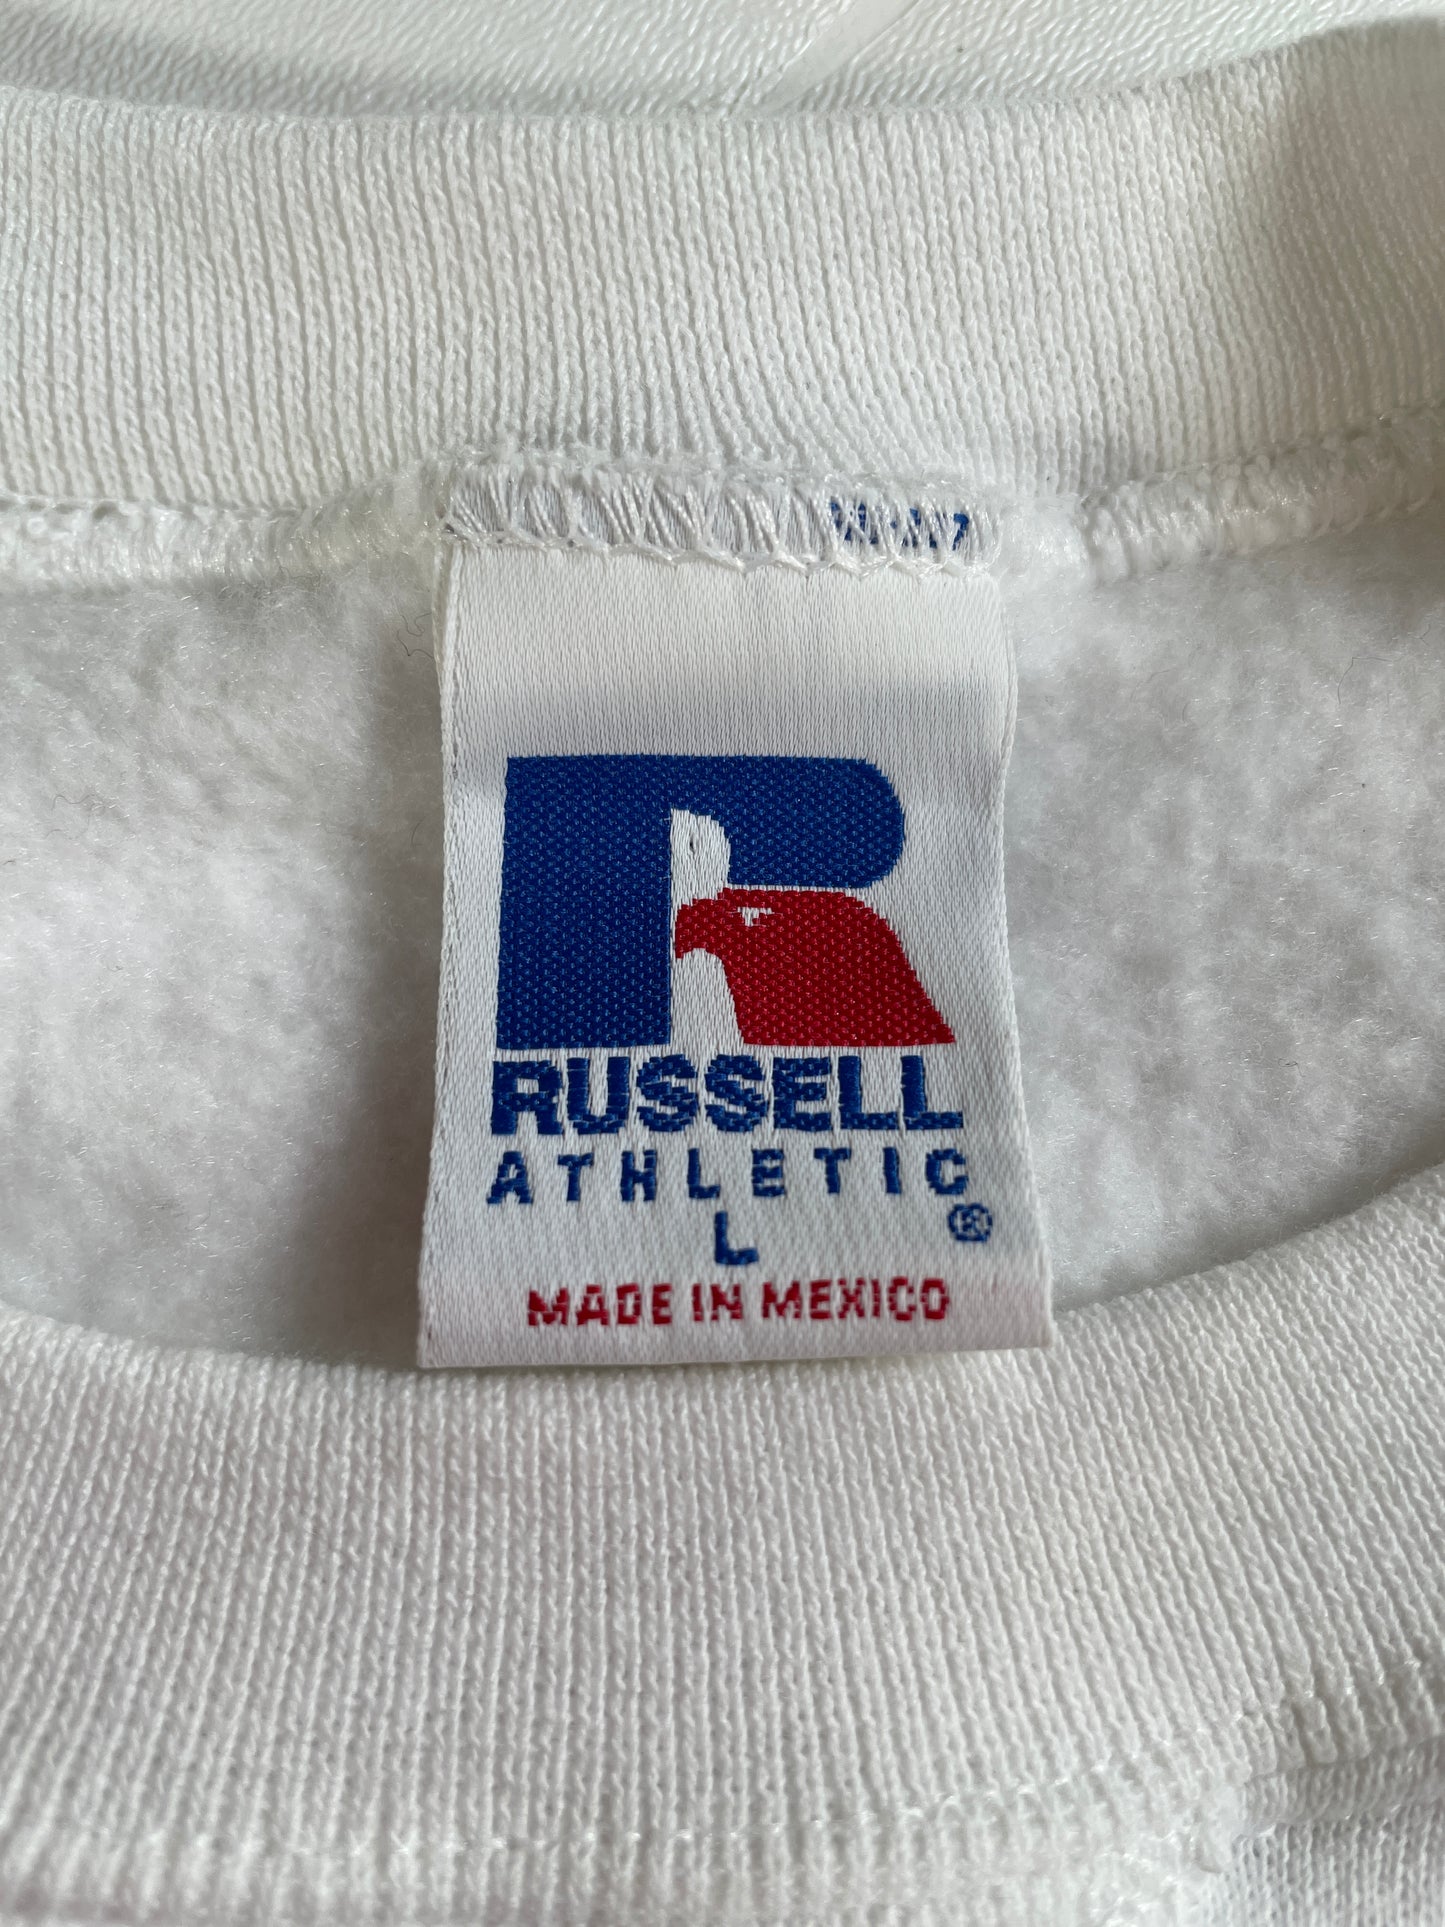 RUSSELL
ATHLETIC
®
L
MADE IN MEXICO